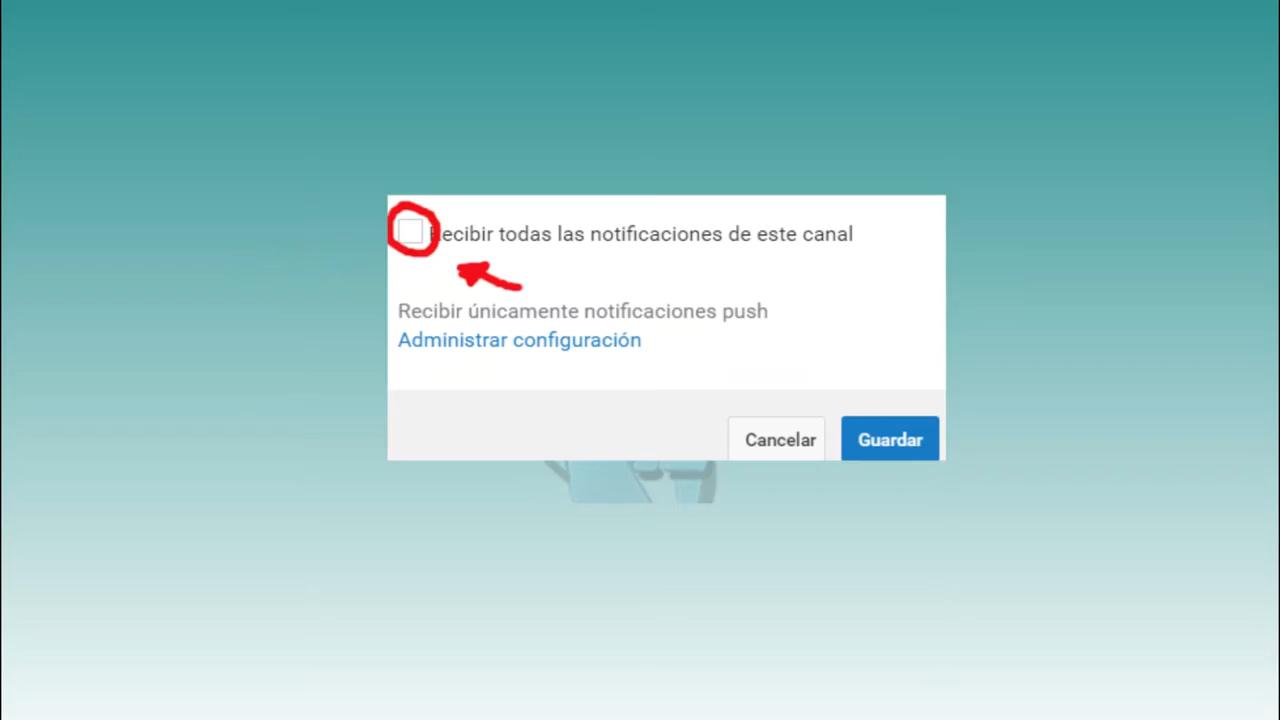 Recibir todas las notificaciones de este canal
Recibir únicamente notificaciones push
Administrar configuración
Cancelar
Guardar